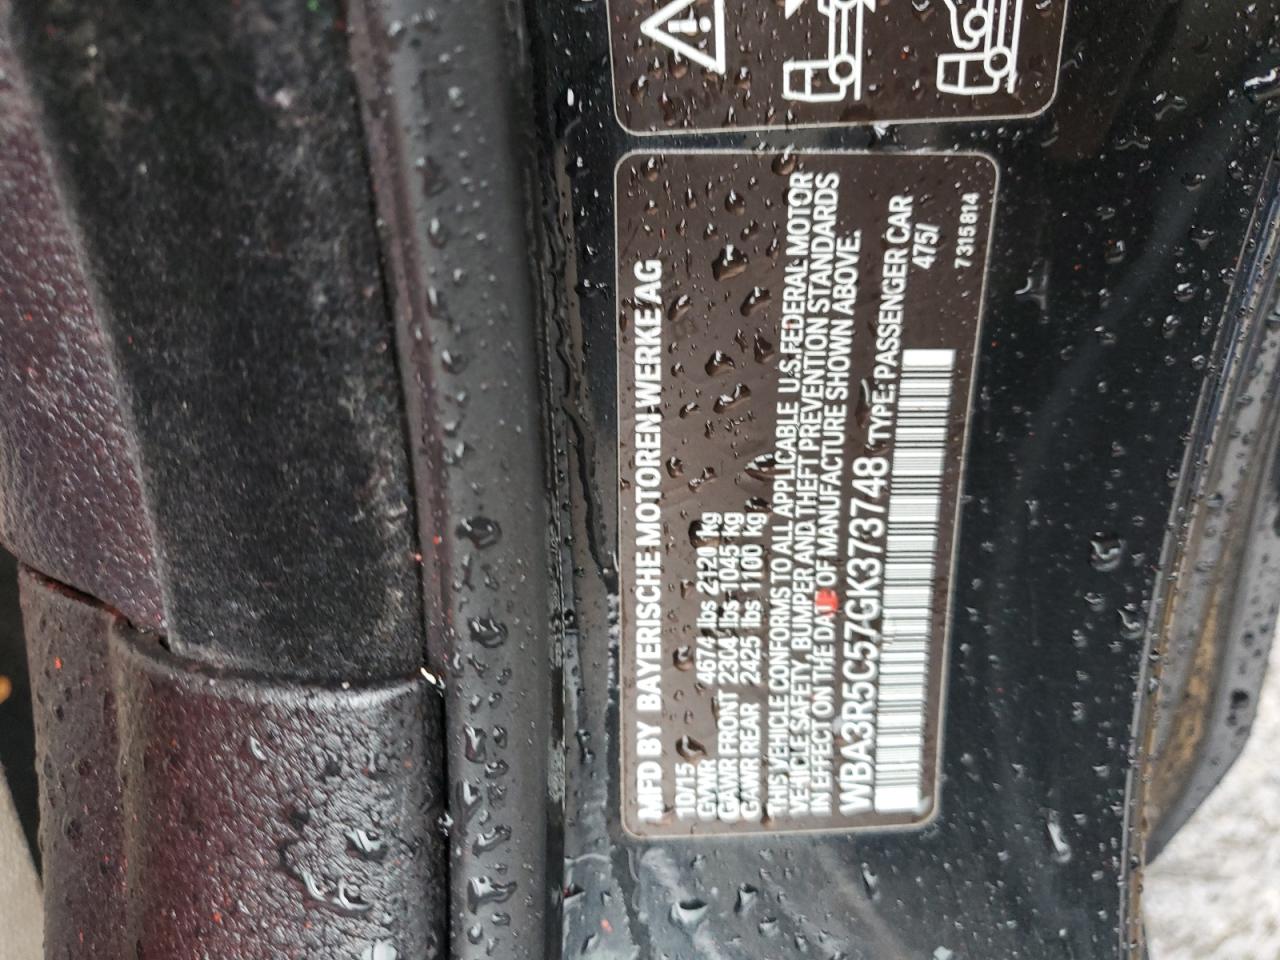 MFD BY BAYERISCHE MOTOREN WERKE AG
10/15
GVWR 4674 lbs 2120 kg
GAWR FRONT 2304 lbs 1045 kg
GAWR REAR 2425 lbs 1100 kg
THIS VEHICLE CONFORMS TO ALL APPLICABLE U.S.FEDERAL MOTOR
VEHICLE SAFETY, BUMPER AND THEFT PREVENTION STANDARDS
IN EFFECT ON THE DATE OF MANUFACTURE SHOWN ABOVE.
WBA3R5C57GK373748 TYPE: PASSENGER CAR
475/
7 315 814